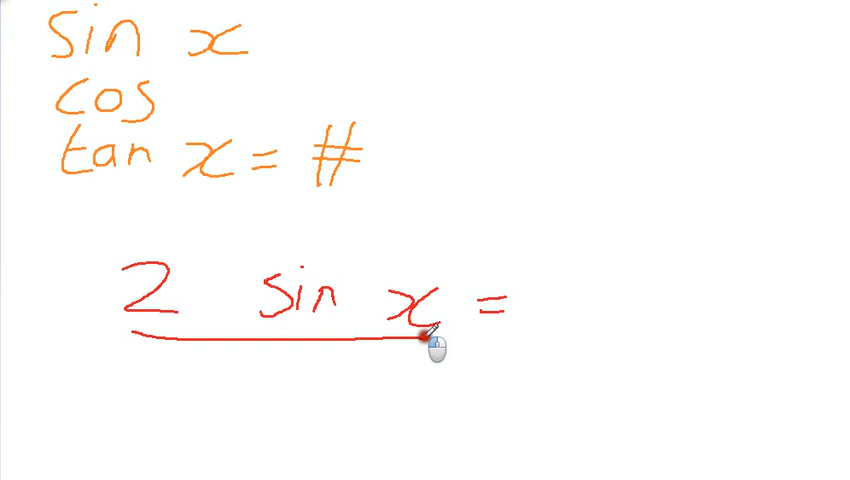 sin x
cos
tan x = #
2 sin x =